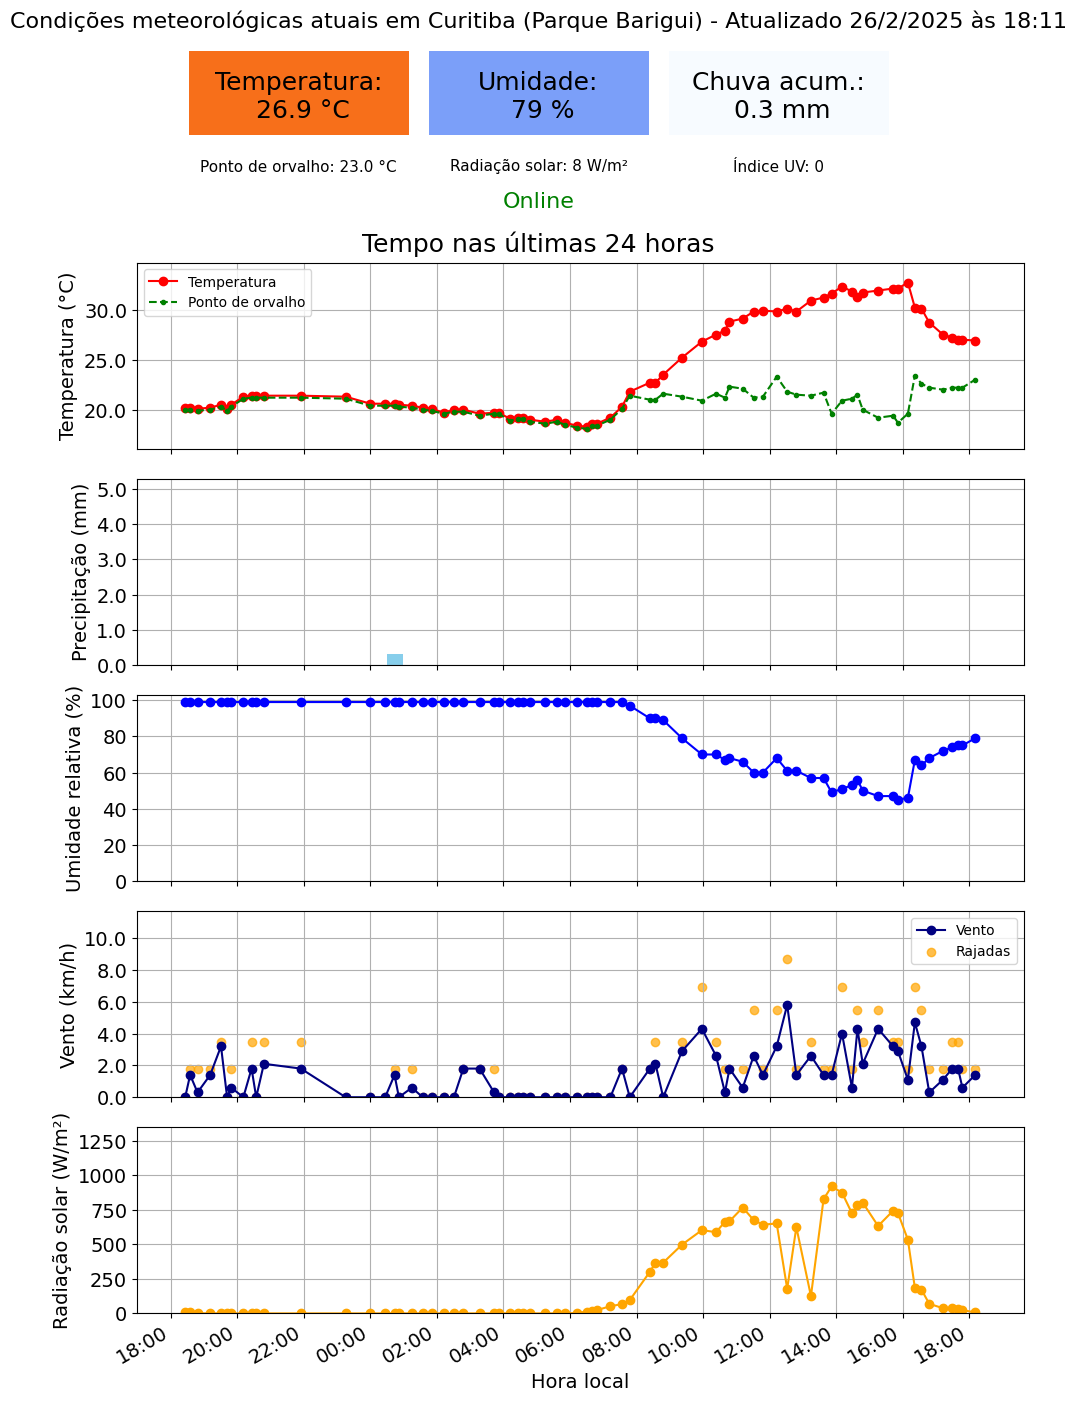 Condições meteorológicas atuais em Curitiba (Parque Barigui) - Atualizado 26/2/2025 às 18:11
Temperatura:
26.9 °C
Umidade:
79 %
Chuva acum.:
0.3 mm
Ponto de orvalho: 23.0 °C
Radiação solar: 8 W/m²
Índice UV: 0
Online
Tempo nas últimas 24 horas
Temperatura (°C)
30.0
25.0
20.0
Temperatura
Ponto de orvalho
Precipitação (mm)
5.0
4.0
3.0
2.0
1.0
0.0
Umidade relativa (%)
100
80
60
40
20
0
Vento (km/h)
10.0
8.0
6.0
4.0
2.0
0.0
Vento
Rajadas
Radiação solar (W/m²)
1250
1000
750
500
250
0
18:00
20:00
22:00
00:00
02:00
04:00
06:00
08:00
10:00
12:00
14:00
16:00
18:00
Hora local